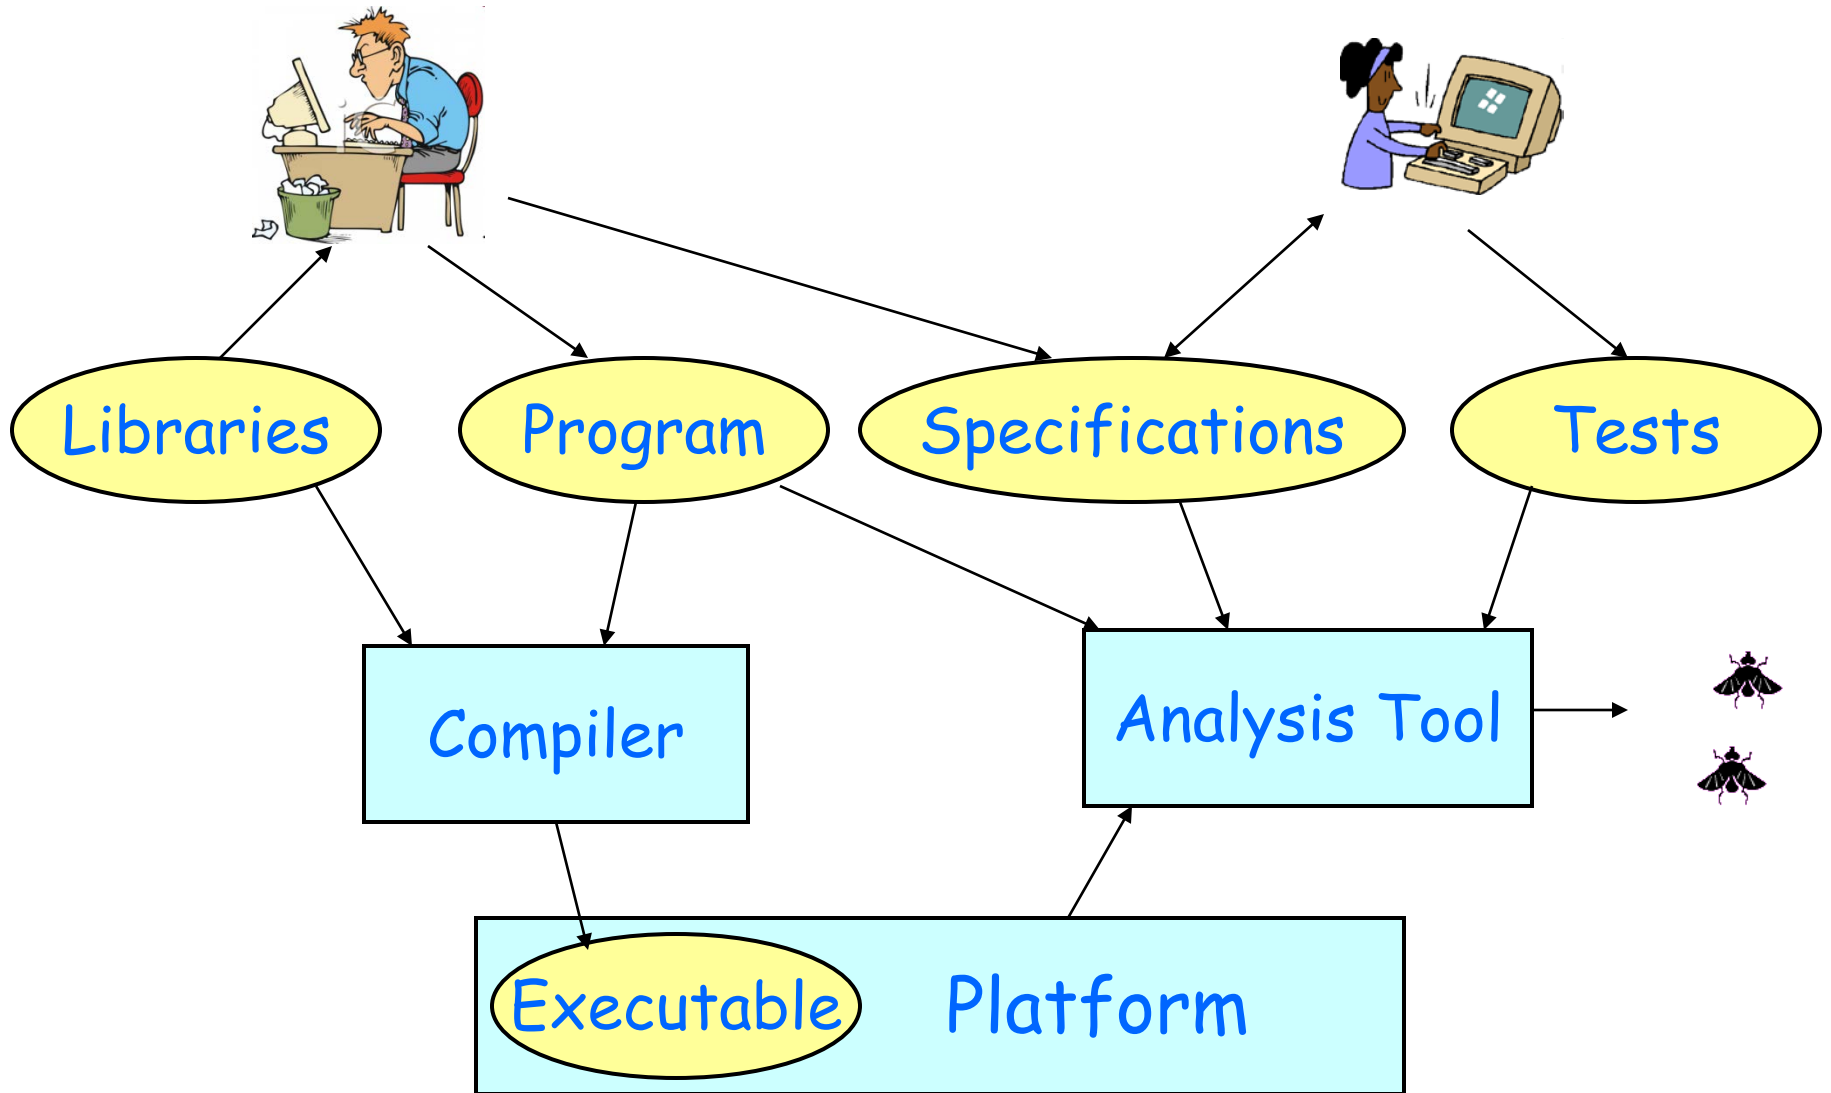 Libraries
Program
Specifications
Tests
Compiler
Analysis Tool
Executable
Platform